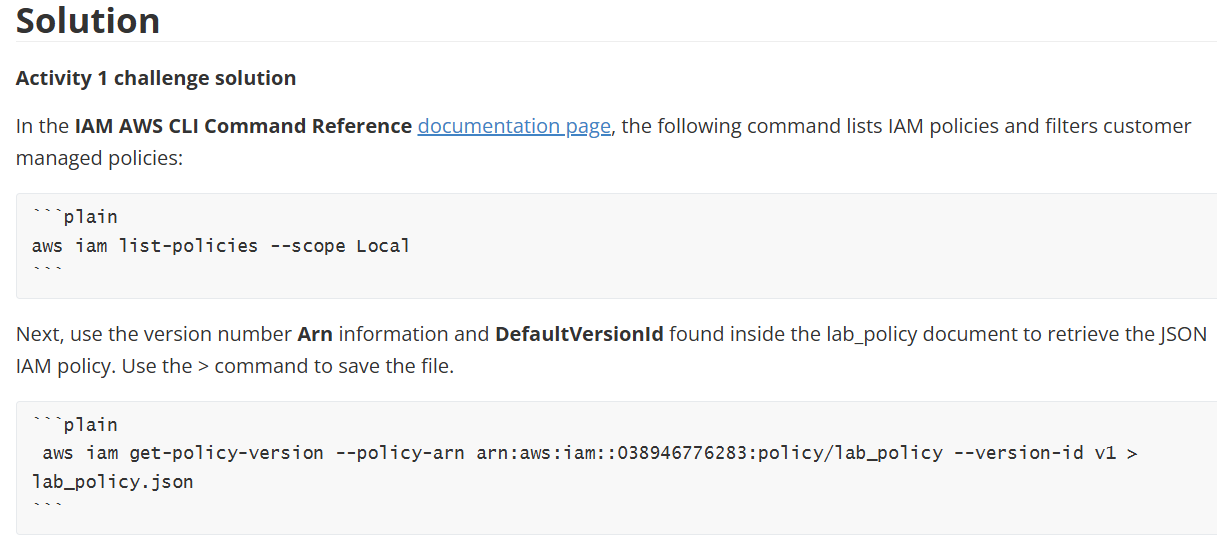 Solution
Activity 1 challenge solution
In the IAM AWS CLI Command Reference documentation page, the following command lists IAM policies and filters customer
managed policies:
```plain
aws iam list-policies --scope Local
```
Next, use the version number Arn information and DefaultVersionId found inside the lab_policy document to retrieve the JSON
IAM policy. Use the > command to save the file.
```plain
 aws iam get-policy-version --policy-arn arn:aws:iam::038946776283:policy/lab_policy --version-id v1 >
lab_policy.json
```